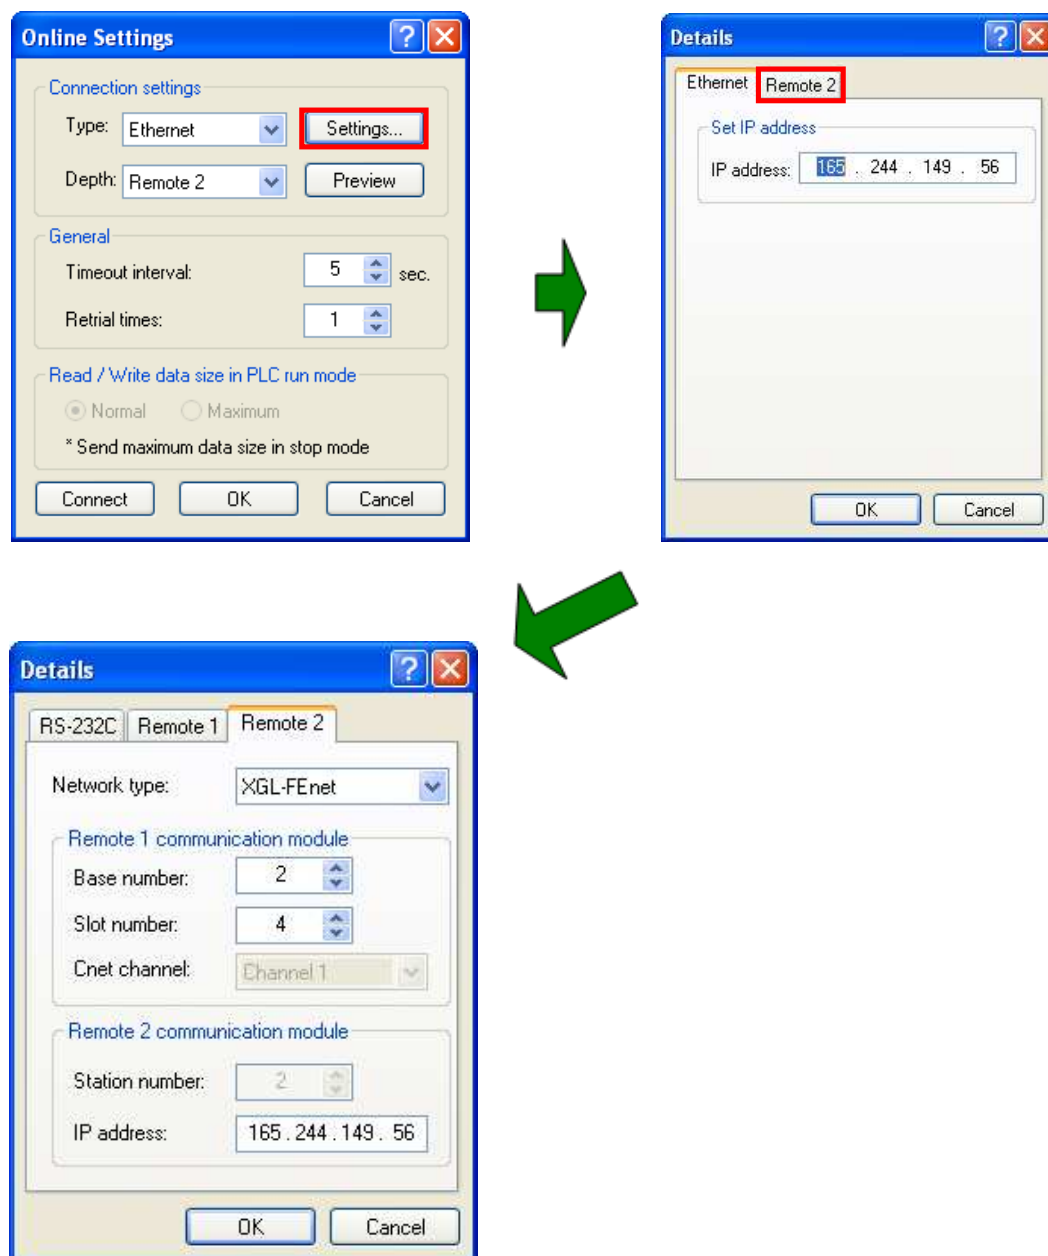 Online Settings
Connection settings
Type: Ethernet Settings...
Depth: Remote 2 Preview
General
Timeout interval: 5 sec.
Retrial times: 1
Read / Write data size in PLC run mode
Normal Maximum
* Send maximum data size in stop mode
Connect OK Cancel
Details
Ethernet Remote 2
Set IP address
IP address: 165 . 244 . 149 . 56
OK Cancel
Details
RS-232C Remote 1 Remote 2
Network type: XGL-FEnet
Remote 1 communication module
Base number: 2
Slot number: 4
Cnet channel: Channel 1
Remote 2 communication module
Station number: 2
IP address: 165 . 244 . 149 . 56
OK Cancel